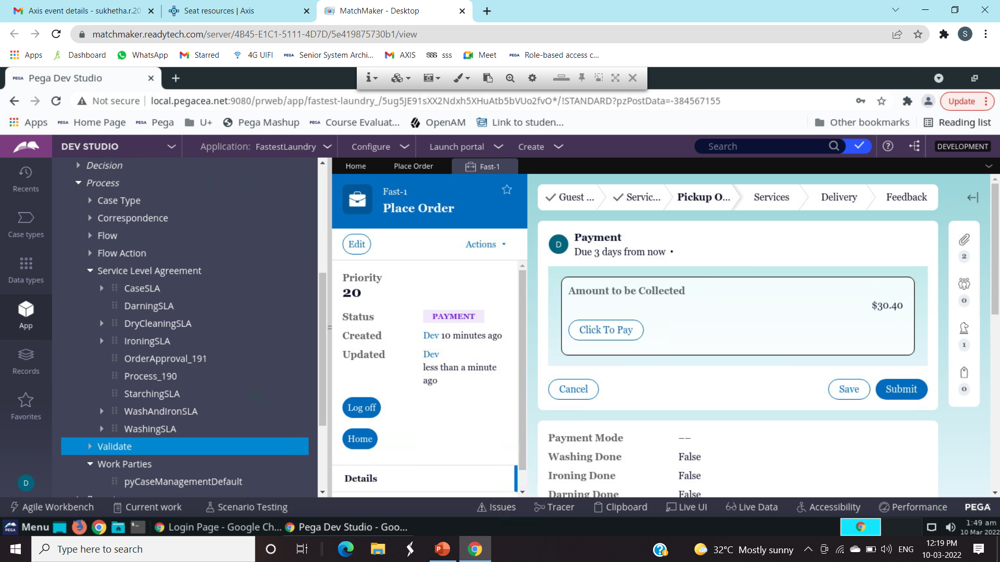 Axis event details - sukhetha.r.20
Seat resources | Axis
MatchMaker - Desktop
matchmaker.readytech.com/server/4B45-E1C1-5111-4D7D/5e419875730b1/view
S
Apps
Dashboard
WhatsApp
Starred
4G UIFI
PEGA Senior System Archi...
AXIS
sss sss
Meet
PEGA Role-based access c...
PEGA Pega Dev Studio
Not secure
local.pegacea.net:9080/prweb/app/fastest-laundry_/5ug5JE91sXX2Ndxh5XHuAtb5bVUo2fvO*/!STANDARD?pzPostData=-384567155
Update
Apps
PEGA Home Page
PEGA Pega
U+
Pega Mashup
PEGA Course Evaluat...
OpenAM
Link to studen...
Other bookmarks
Reading list
DEV STUDIO
Application: FastestLaundry
Configure
Launch portal
Create
Search
DEVELOPMENT
Recents
Case types
Data types
App
Records
Favorites
D
Decision
Process
Case Type
Correspondence
Flow
Flow Action
Service Level Agreement
CaseSLA
DarningSLA
DryCleaningSLA
IroningSLA
OrderApproval_191
Process_190
StarchingSLA
WashAndIronSLA
WashingSLA
Validate
Work Parties
pyCaseManagementDefault
Home
Place Order
Fast-1
Fast-1
Place Order
Edit
Actions
Priority
20
Status PAYMENT
Created Dev 10 minutes ago
Updated Dev
less than a minute
ago
Log off
Home
Details
Guest ...
Servic...
Pickup O...
Services
Delivery
Feedback
D
Payment
Due 3 days from now •
Amount to be Collected
$30.40
Click To Pay
Cancel
Save
Submit
2
0
1
0
Payment Mode ––
Washing Done False
Ironing Done False
Darning Done False
Agile Workbench
Current work
Scenario Testing
Issues
Tracer
Clipboard
Live UI
Live Data
Accessibility
Performance
PEGA
PEGA
Menu
Login Page - Google Ch...
Pega Dev Studio - Goo...
1:49 am
10 Mar 2022
Type here to search
32°C Mostly sunny
ENG
12:19 PM
10-03-2022